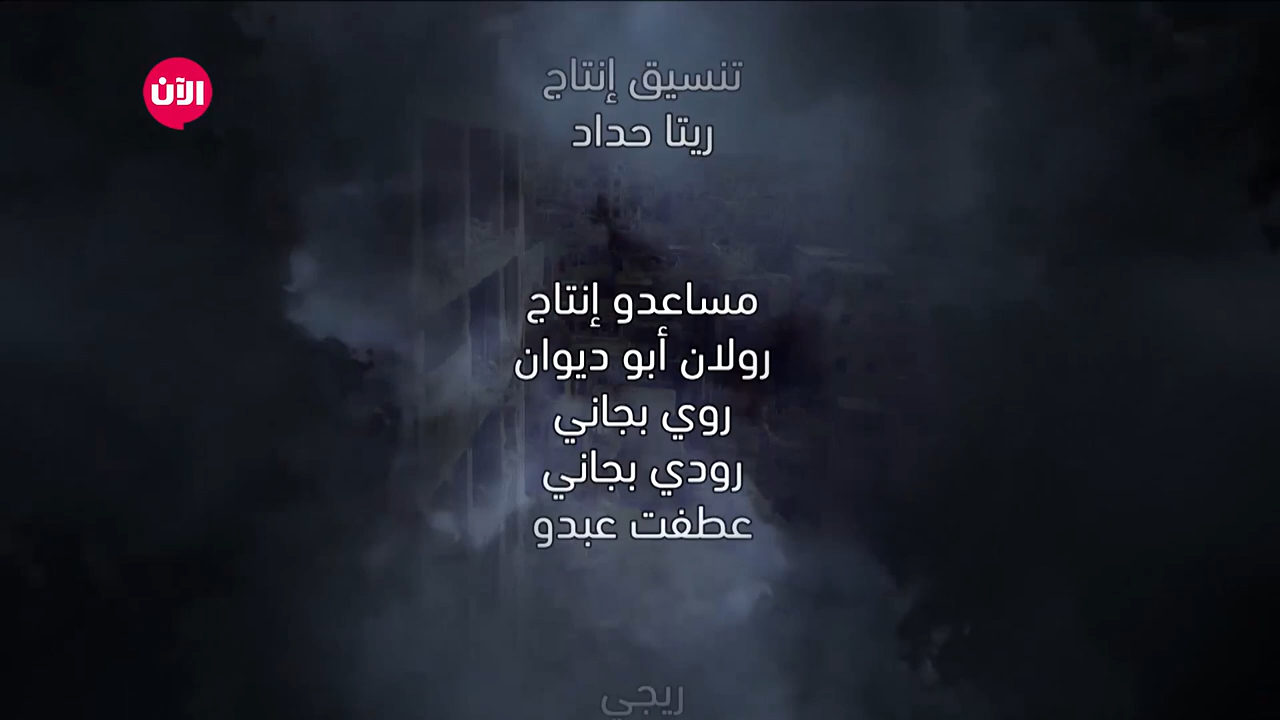 الآن
تنسيق إنتاج
ريتا حداد
مساعدو إنتاج
رولان أبو ديوان
روي بجاني
رودي بجاني
عطفت عبدو
ريجي